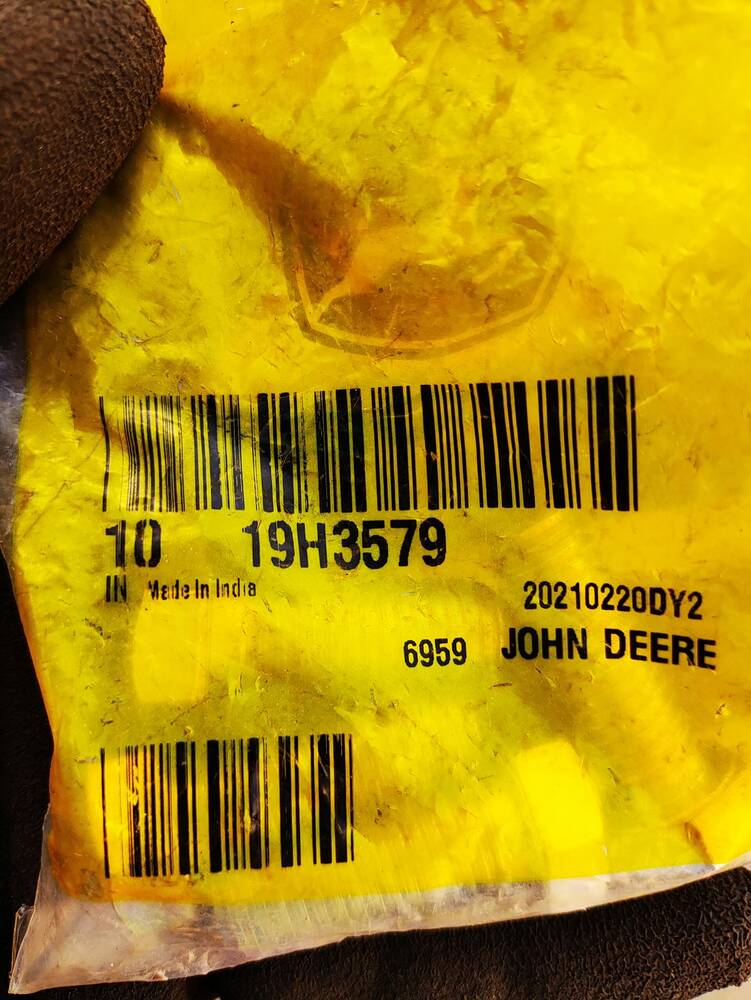 10 19H3579
IN Made In India
20210220DY2
6959 JOHN DEERE